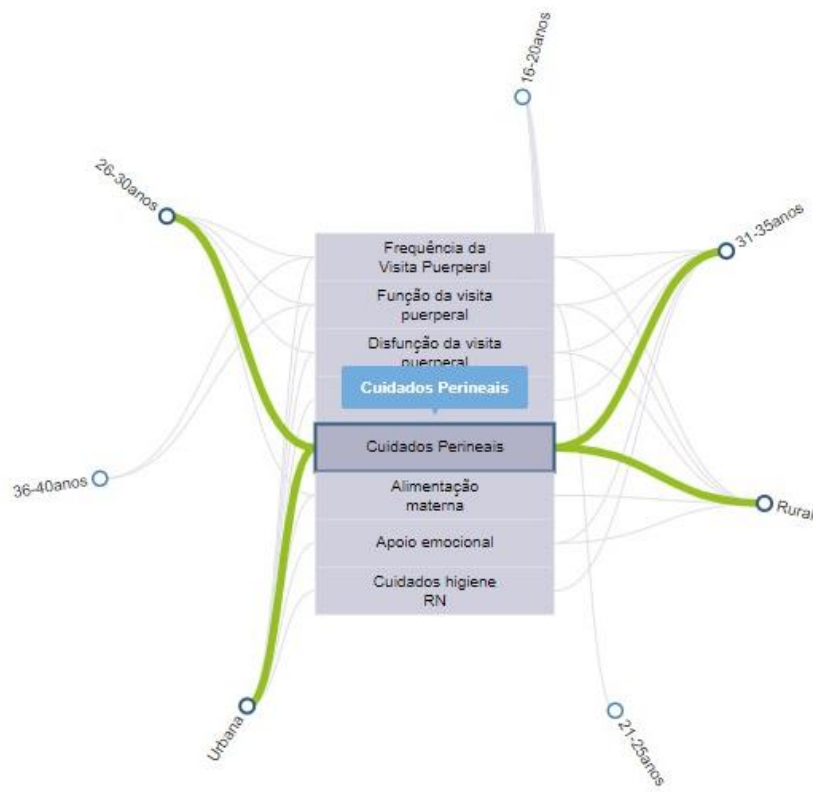 16-20anos
26-30anos
31-35anos
Frequência da
Visita Puerperal
Função da visita
puerperal
Disfunção da visita
puerperal
Cuidados Perineais
Cuidados Perineais
Alimentação
materna
36-40anos
Rural
Apoio emocional
Cuidados higiene
RN
Urbana
21-25anos